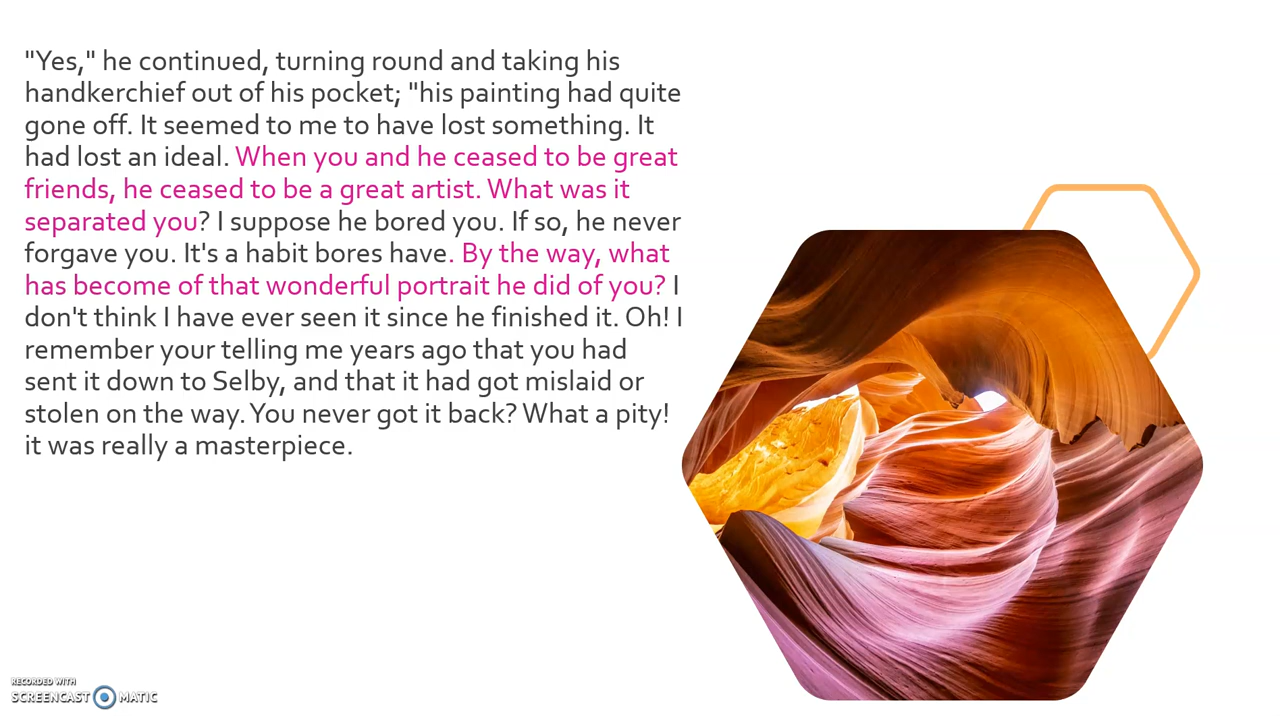 "Yes," he continued, turning round and taking his
handkerchief out of his pocket; "his painting had quite
gone off. It seemed to me to have lost something. It
had lost an ideal. When you and he ceased to be great
friends, he ceased to be a great artist. What was it
separated you? I suppose he bored you. If so, he never
forgave you. It's a habit bores have. By the way, what
has become of that wonderful portrait he did of you? I
don't think I have ever seen it since he finished it. Oh! I
remember your telling me years ago that you had
sent it down to Selby, and that it had got mislaid or
stolen on the way. You never got it back? What a pity!
it was really a masterpiece.
RECORDED WITH
SCREENCAST MATIC